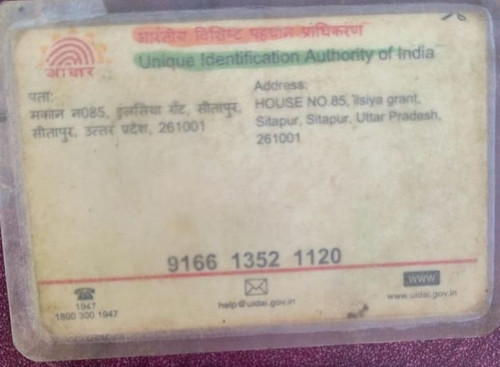 भारतीय विशिष्ट पहचान प्राधिकरण
Unique Identification Authority of India
आधार
पता:
मकान न085, इलसिया ग्रंट, सीतापुर,
सीतापुर, उत्तर प्रदेश, 261001
Address:
HOUSE NO.85, ilsiya grant,
Sitapur, Sitapur, Uttar Pradesh,
261001
9166 1352 1120
1947
1800 300 1947
help@uidai.gov.in
www
www.uidai.gov.in